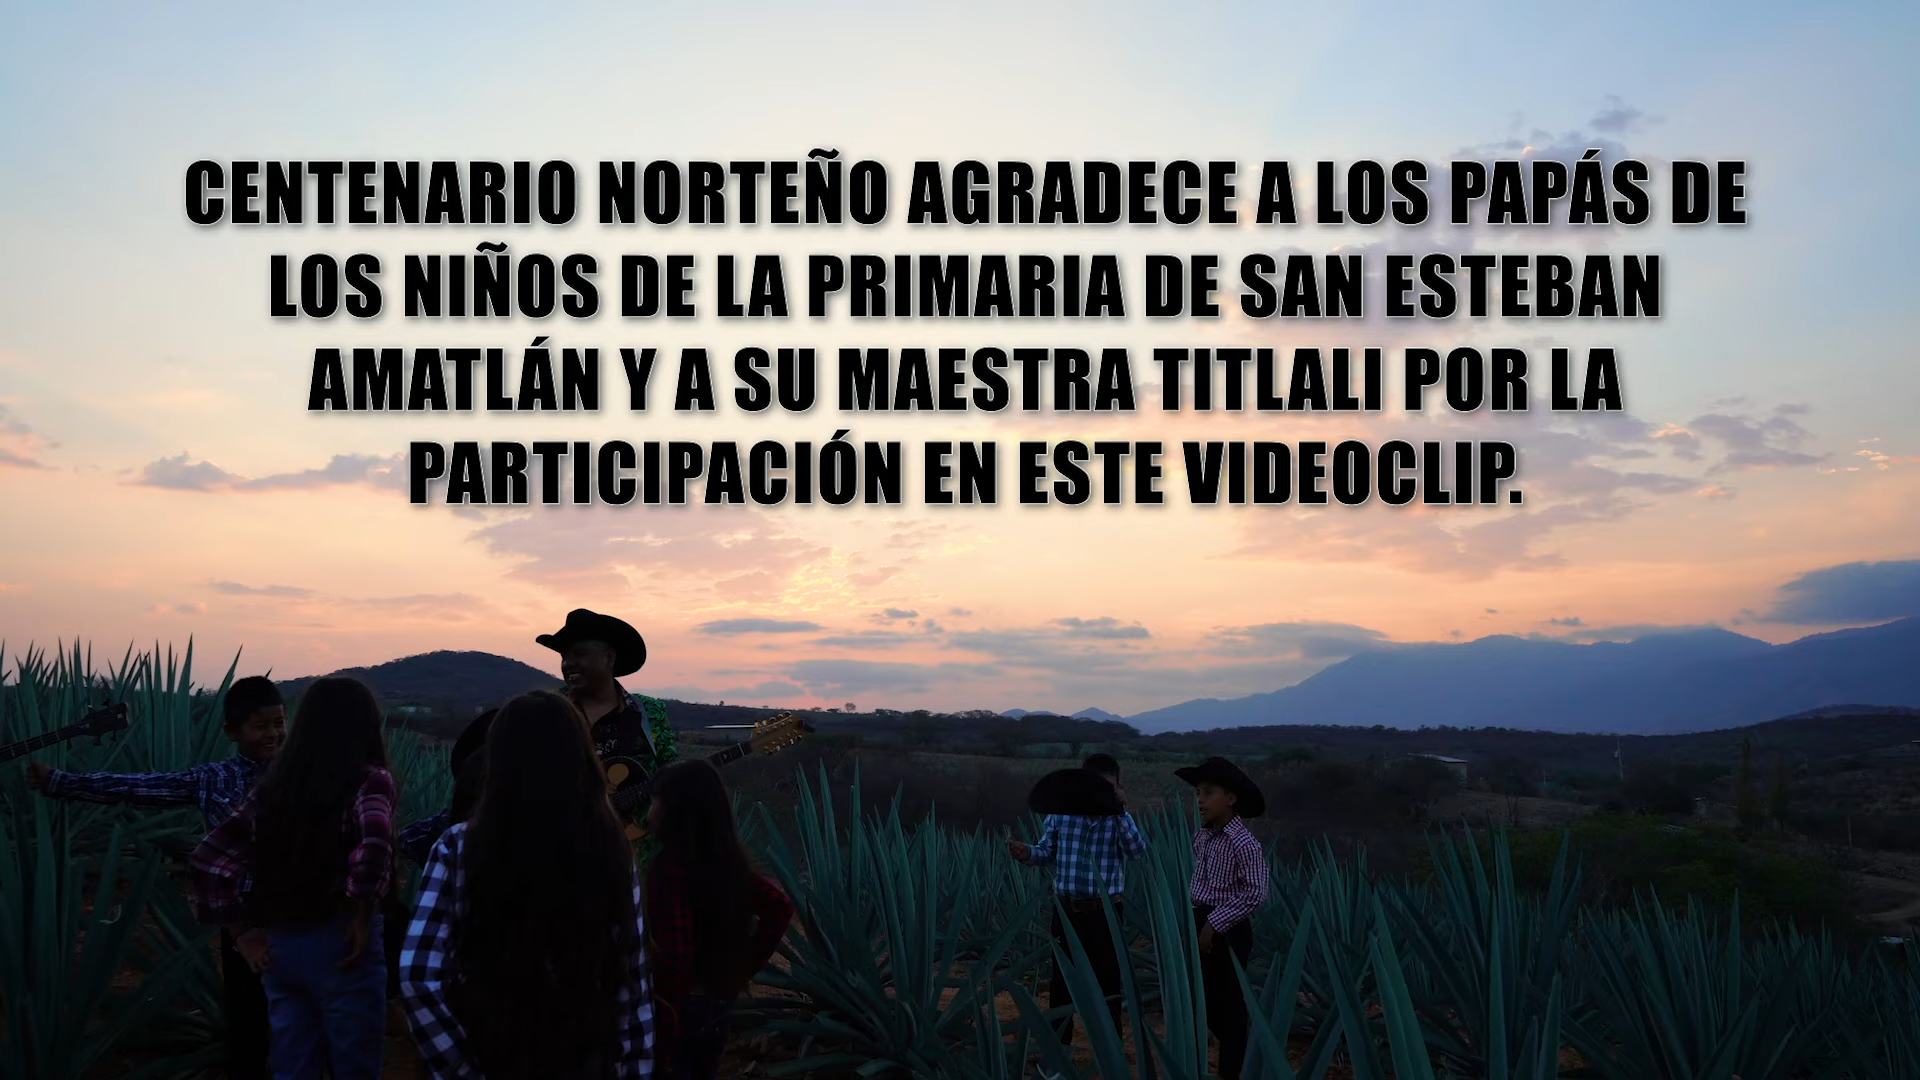 CENTENARIO NORTEÑO AGRADECE A LOS PAPÁS DE
LOS NIÑOS DE LA PRIMARIA DE SAN ESTEBAN
AMATLÁN Y A SU MAESTRA TITLALI POR LA
PARTICIPACIÓN EN ESTE VIDEOCLIP.